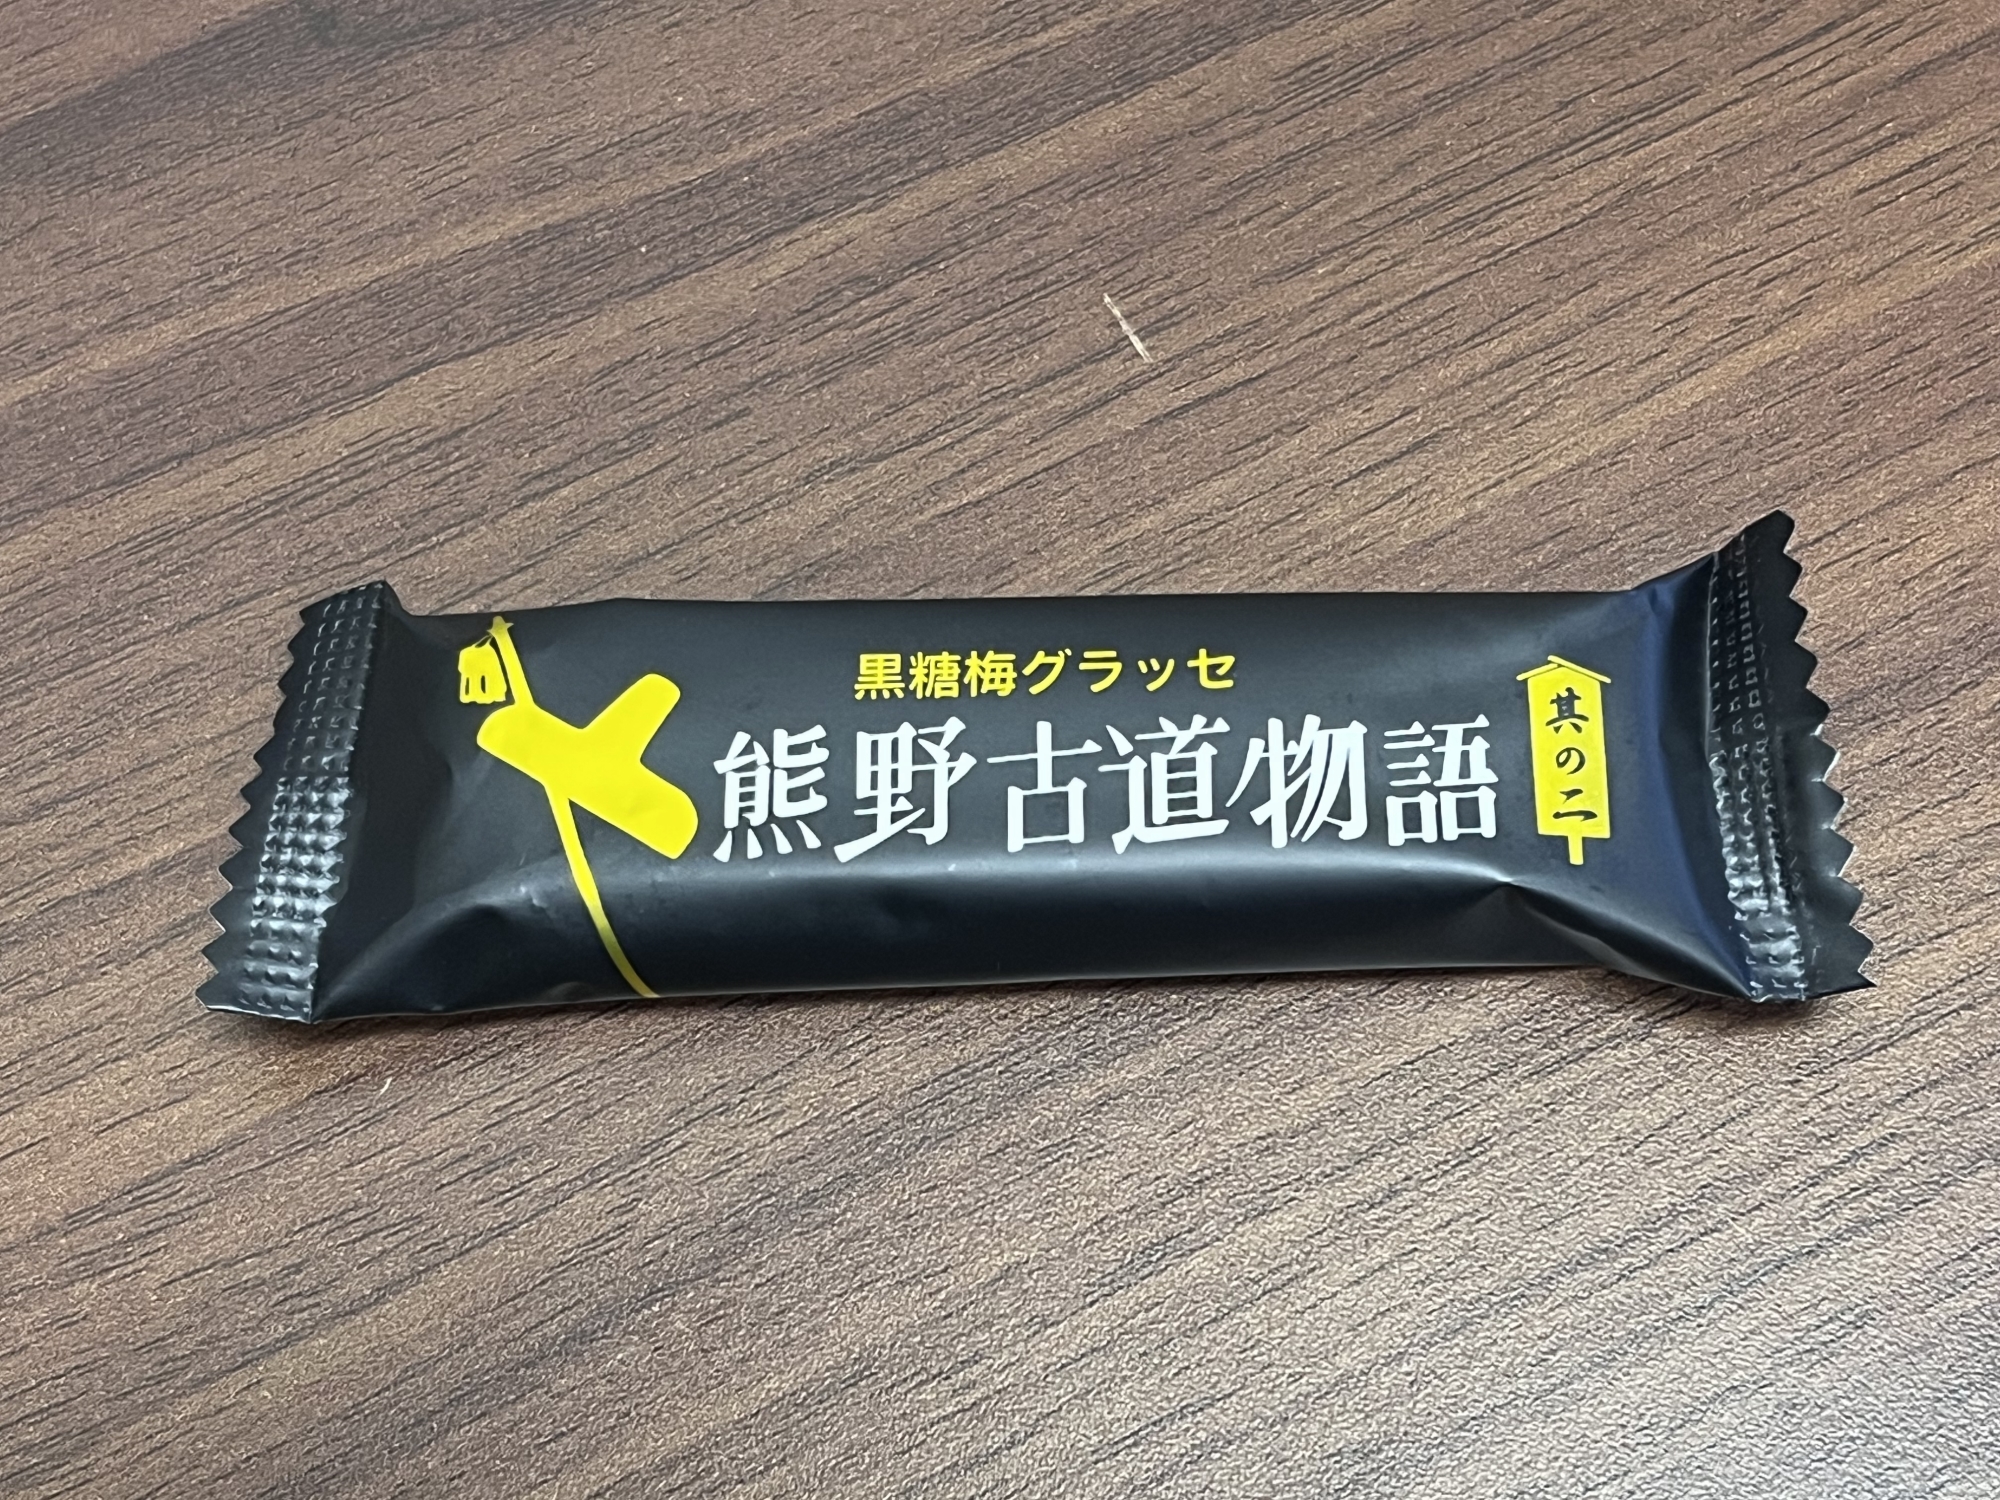 黒糖梅グラッセ
熊野古道物語
其の二